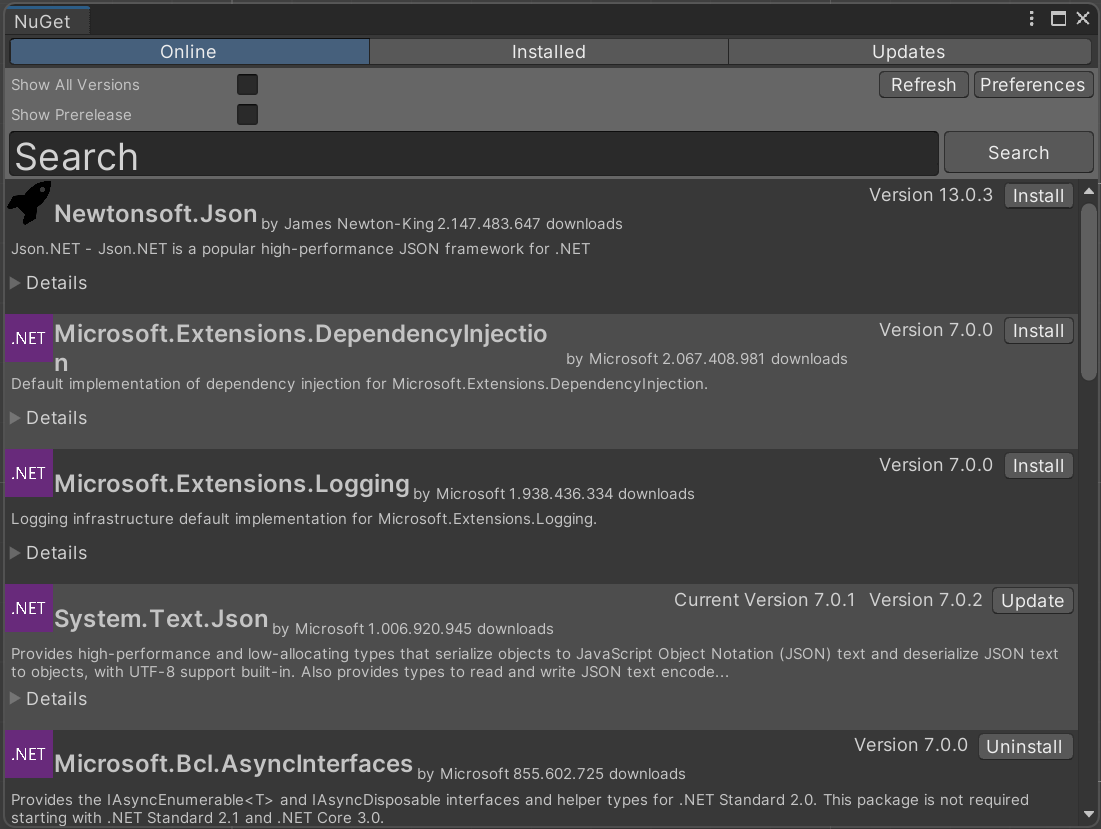 NuGet
Online Installed Updates
Show All Versions Refresh Preferences
Show Prerelease
Search Search
Version 13.0.3 Install
Newtonsoft.Json by James Newton-King 2.147.483.647 downloads
Json.NET - Json.NET is a popular high-performance JSON framework for .NET
Details
.NET Microsoft.Extensions.DependencyInjectio Version 7.0.0 Install
n by Microsoft 2.067.408.981 downloads
Default implementation of dependency injection for Microsoft.Extensions.DependencyInjection.
Details
Version 7.0.0 Install
.NET Microsoft.Extensions.Logging by Microsoft 1.938.436.334 downloads
Logging infrastructure default implementation for Microsoft.Extensions.Logging.
Details
Current Version 7.0.1 Version 7.0.2 Update
.NET System.Text.Json by Microsoft 1.006.920.945 downloads
Provides high-performance and low-allocating types that serialize objects to JavaScript Object Notation (JSON) text and deserialize JSON text
to objects, with UTF-8 support built-in. Also provides types to read and write JSON text encode...
Details
Version 7.0.0 Uninstall
.NET Microsoft.Bcl.AsyncInterfaces by Microsoft 855.602.725 downloads
Provides the IAsyncEnumerable<T> and IAsyncDisposable interfaces and helper types for .NET Standard 2.0. This package is not required
starting with .NET Standard 2.1 and .NET Core 3.0.